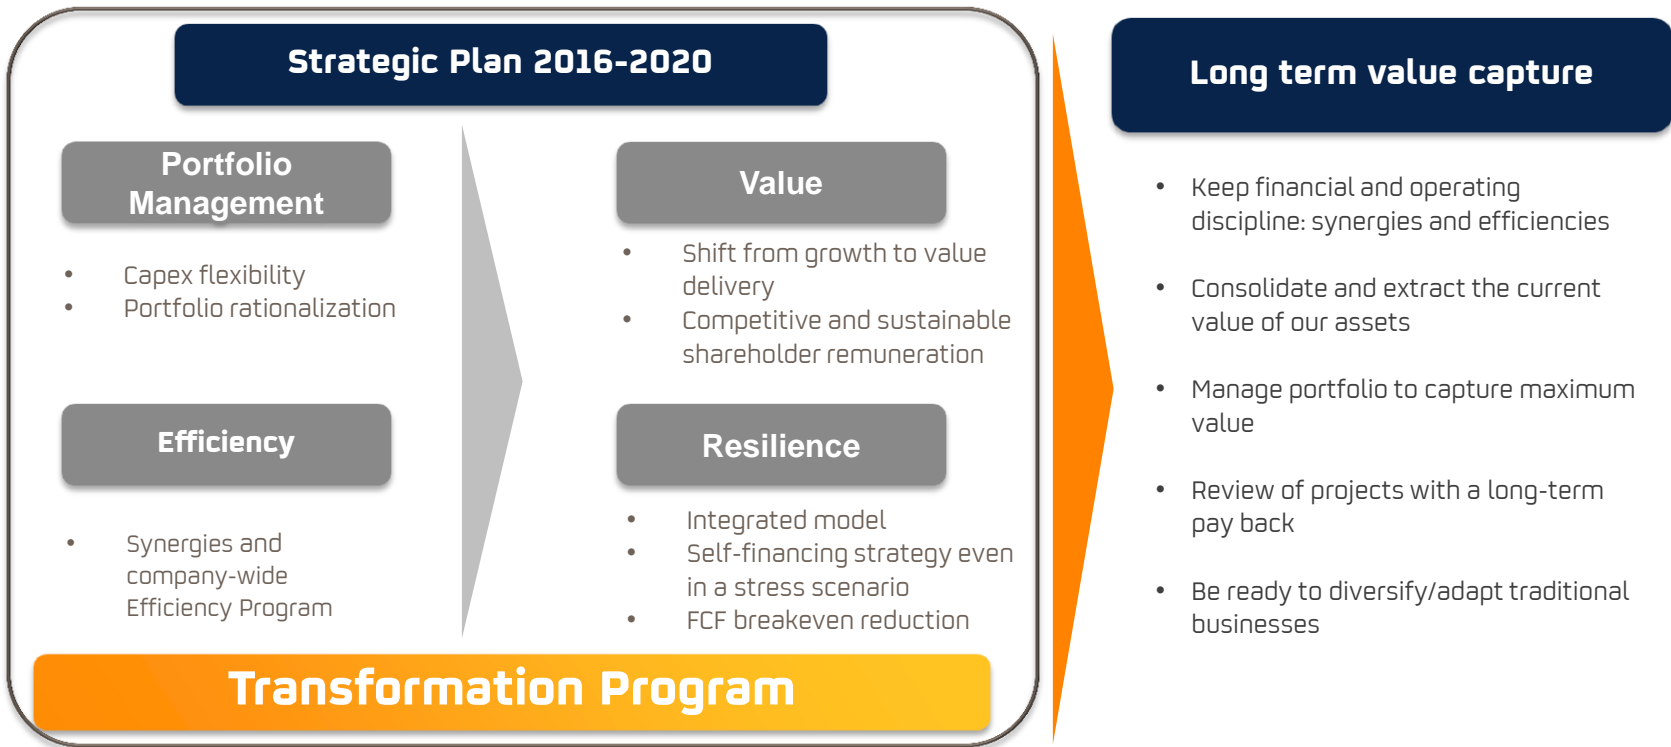 Strategic Plan 2016-2020
Portfolio
Management
• Capex flexibility
• Portfolio rationalization
Efficiency
• Synergies and
company-wide
Efficiency Program
Value
• Shift from growth to value
delivery
• Competitive and sustainable
shareholder remuneration
Resilience
• Integrated model
• Self-financing strategy even
in a stress scenario
• FCF breakeven reduction
Transformation Program
Long term value capture
• Keep financial and operating
discipline: synergies and efficiencies
• Consolidate and extract the current
value of our assets
• Manage portfolio to capture maximum
value
• Review of projects with a long-term
pay back
• Be ready to diversify/adapt traditional
businesses